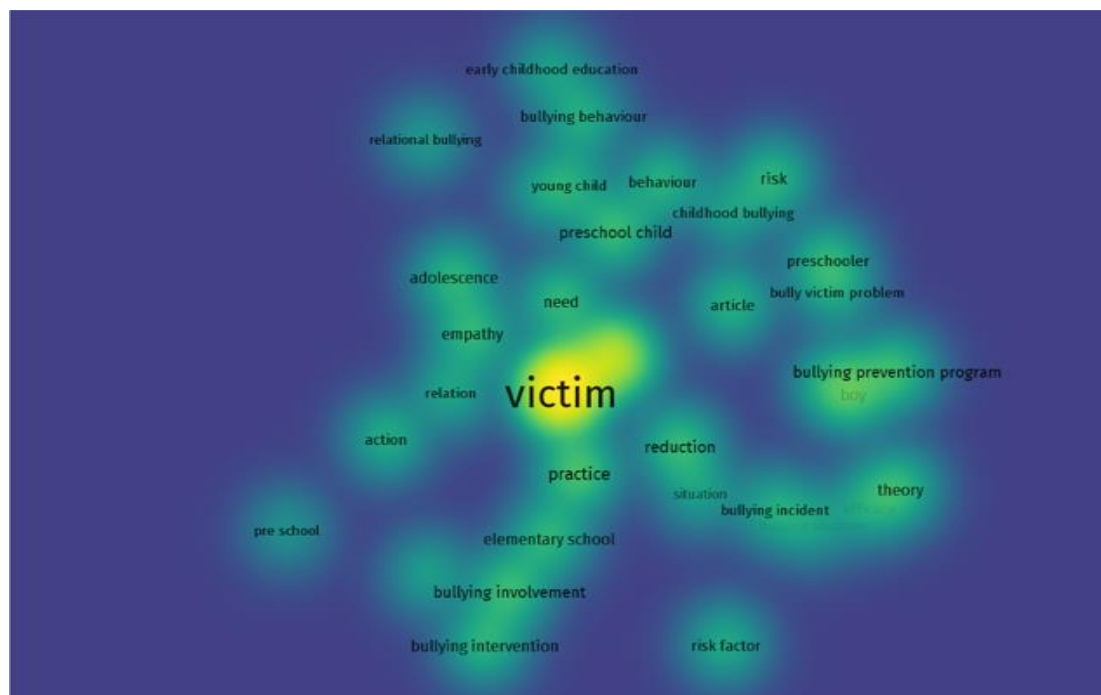 early childhood education
bullying behaviour
relational bullying
young child
behaviour
risk
childhood bullying
preschool child
preschooler
adolescence
bully victim problem
need
article
empathy
bullying prevention program
relation
victim
boy
action
reduction
practice
theory
situation
bullying incident
pre school
elementary school
bullying involvement
bullying intervention
risk factor